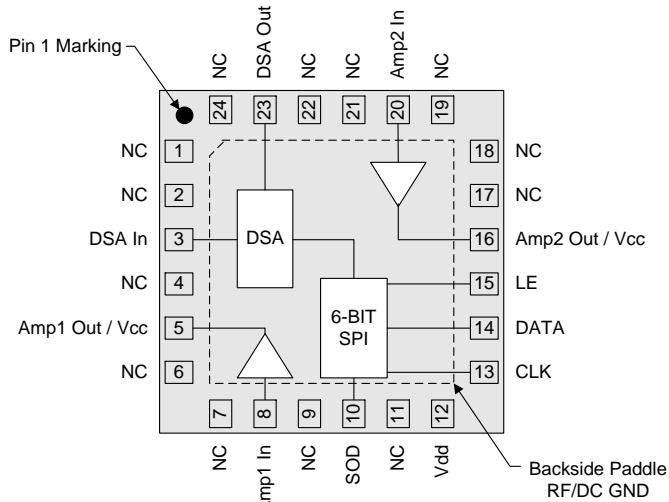 Pin 1 Marking
NC
DSA Out
NC
NC
Amp2 In
NC
24
23
22
21
20
19
NC 1
18 NC
NC 2
17 NC
DSA In 3
DSA
16 Amp2 Out / Vcc
NC 4
15 LE
Amp1 Out / Vcc 5
6-BIT
SPI
14 DATA
NC 6
13 CLK
7
8
9
10
11
12
NC
Amp1 In
NC
SOD
NC
Vdd
Backside Paddle
RF/DC GND